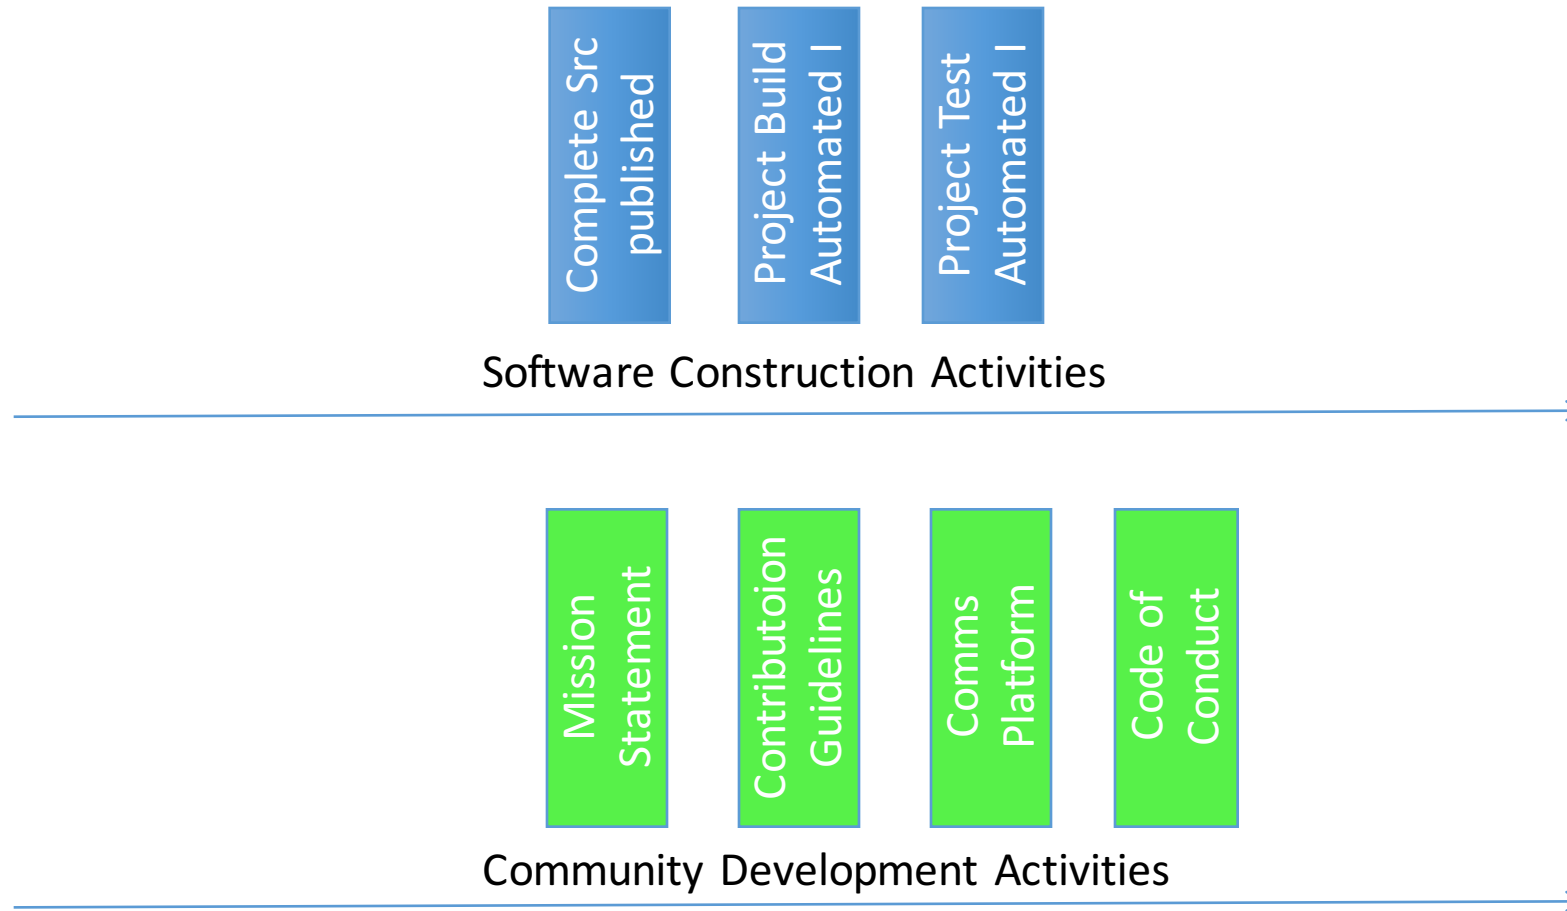 Complete Src
published
Project Build
Automated I
Project Test
Automated I
Software Construction Activities
Mission
Statement
Contributoion
Guidelines
Comms
Platform
Code of
Conduct
Community Development Activities